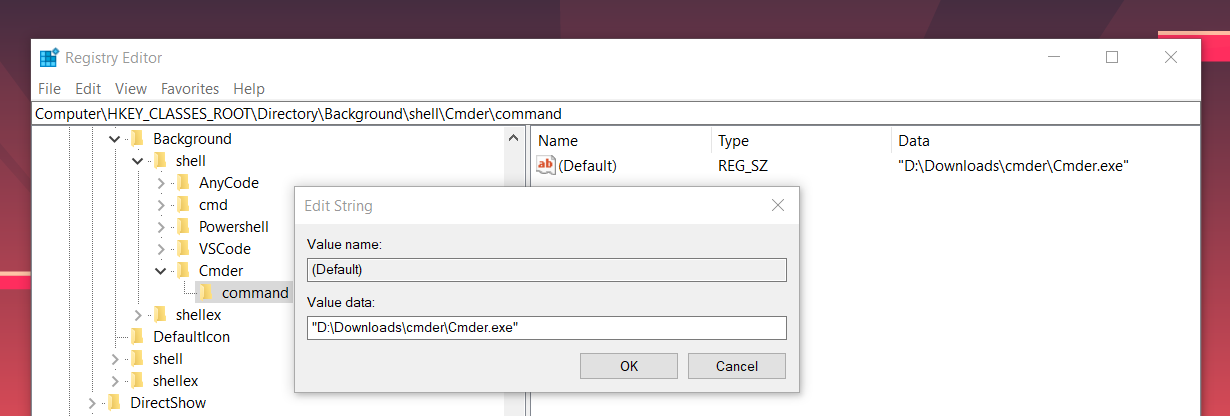 Registry Editor
File Edit View Favorites Help
Computer\HKEY_CLASSES_ROOT\Directory\Background\shell\Cmder\command
Background
shell
AnyCode
cmd
Powershell
VSCode
Cmder
command
shellex
DefaultIcon
shell
shellex
DirectShow
Name Type Data
ab (Default) REG_SZ "D:\Downloads\cmder\Cmder.exe"
Edit String
Value name:
(Default)
Value data:
"D:\Downloads\cmder\Cmder.exe"
OK Cancel